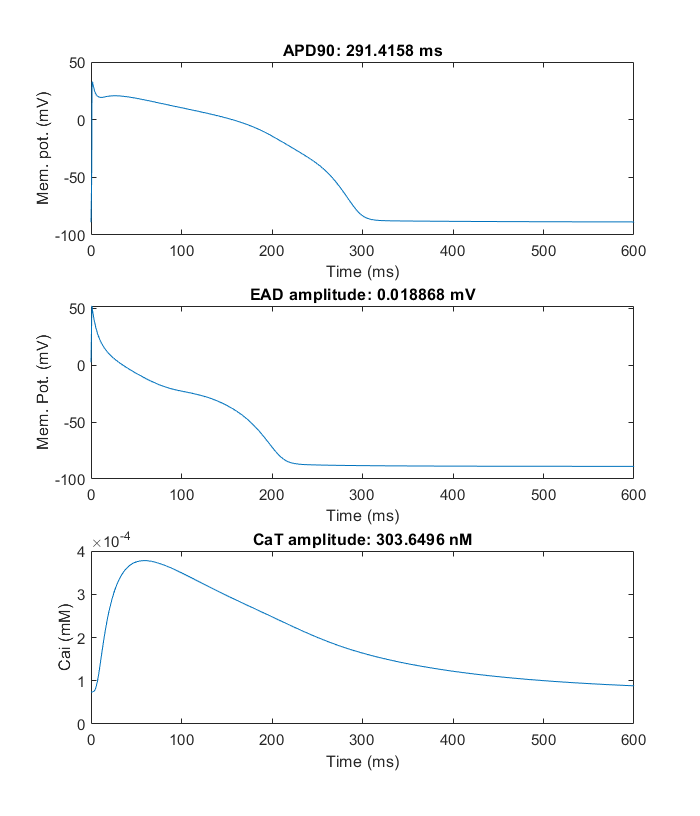 APD90: 291.4158 ms
50
0
-50
-100
Mem. pot. (mV)
0 100 200 300 400 500 600
Time (ms)
EAD amplitude: 0.018868 mV
50
0
-50
-100
Mem. Pot. (mV)
0 100 200 300 400 500 600
Time (ms)
×10-4
CaT amplitude: 303.6496 nM
4
3
2
1
0
Cai (mM)
0 100 200 300 400 500 600
Time (ms)